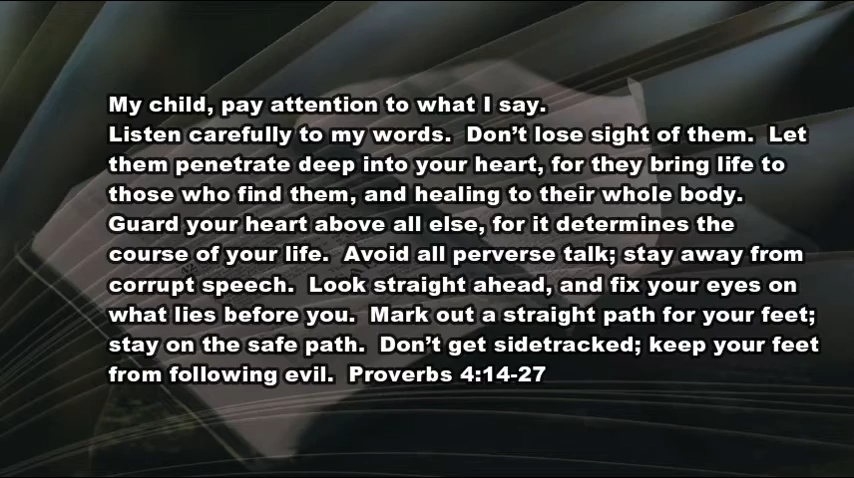 My child, pay attention to what I say.
Listen carefully to my words.  Don't lose sight of them.  Let
them penetrate deep into your heart, for they bring life to
those who find them, and healing to their whole body.
Guard your heart above all else, for it determines the
course of your life.  Avoid all perverse talk; stay away from
corrupt speech.  Look straight ahead, and fix your eyes on
what lies before you.  Mark out a straight path for your feet;
stay on the safe path.  Don't get sidetracked; keep your feet
from following evil.  Proverbs 4:14-27